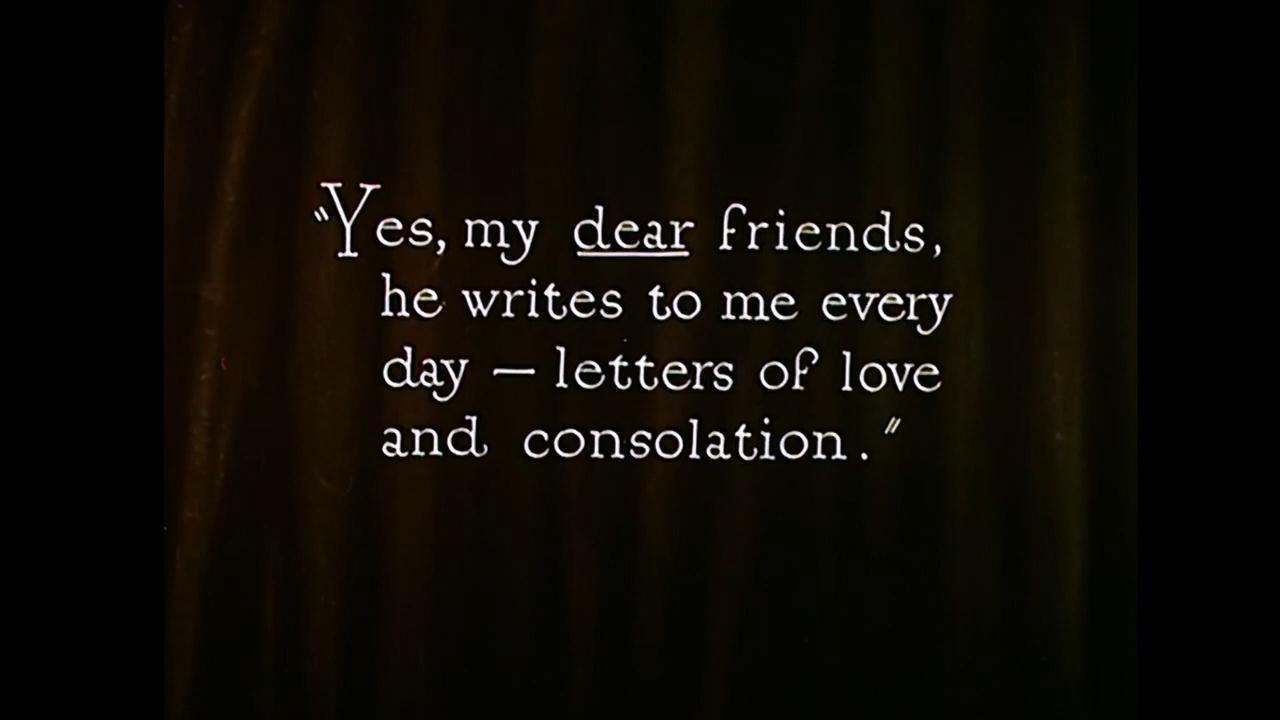 "Yes, my dear friends,
he writes to me every
day — letters of love
and consolation."